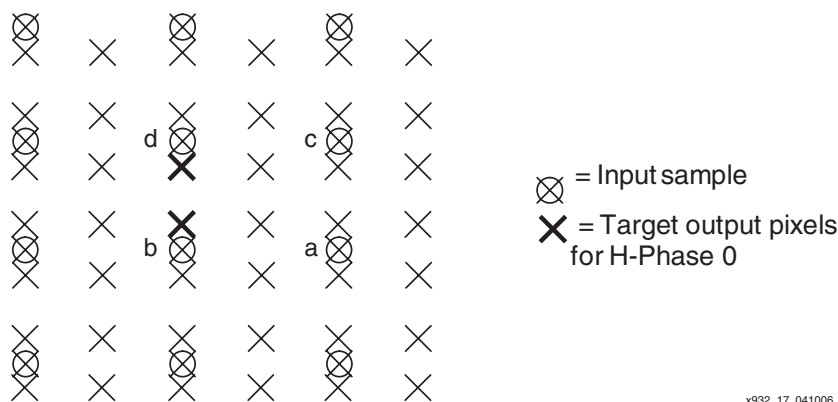 d
c
= Input sample
b
a
= Target output pixels
for H-Phase 0
x932_17_041006